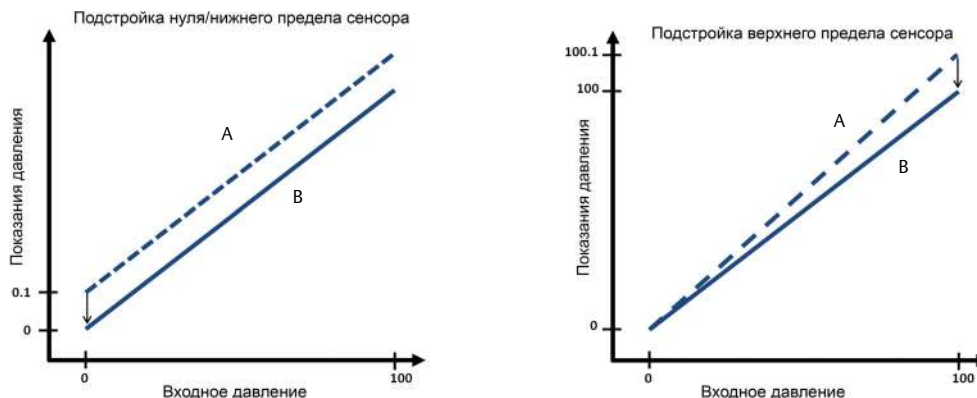 Подстройка нуля/нижнего предела сенсора
Показания давления
A
B
0.1
0
0
100
Входное давление
Подстройка верхнего предела сенсора
100.1
100
Показания давления
A
B
0
0
100
Входное давление